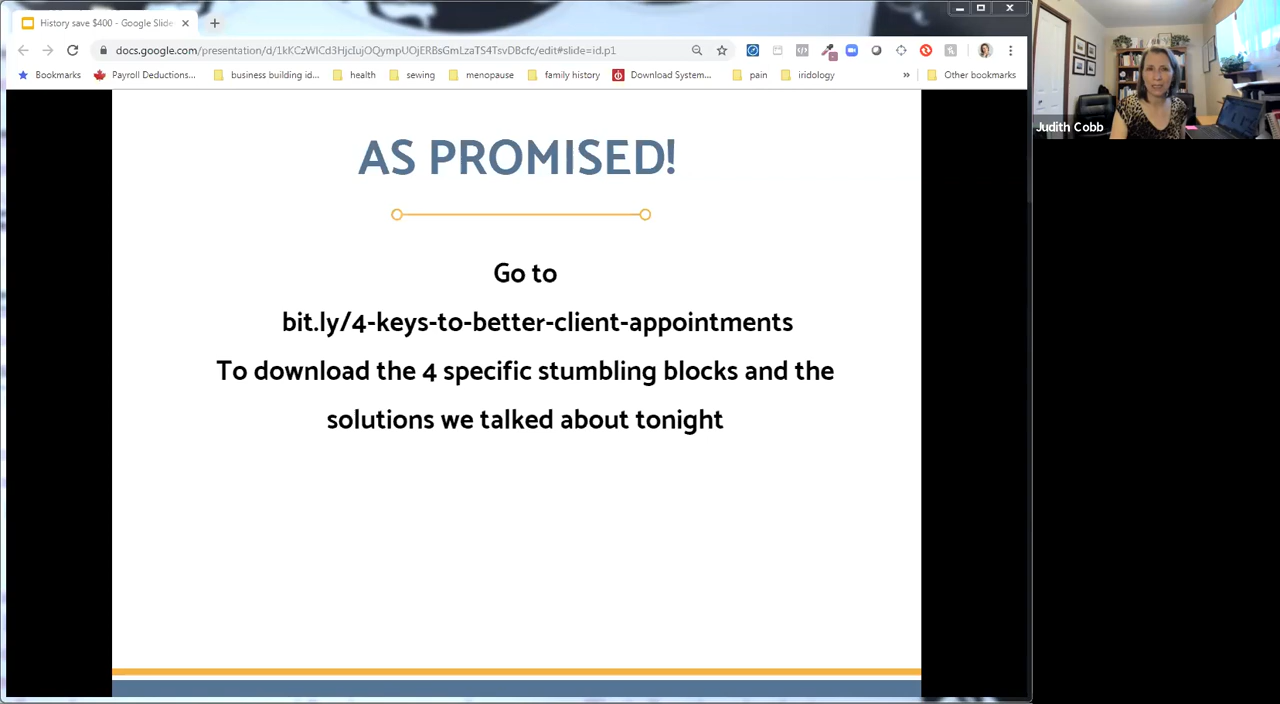 History save $400 - Google Slide
docs.google.com/presentation/d/1kKCzWlCd3HjcIujOQympUOjERBsGmLzaTS4TsvDBcfc/edit#slide=id.p1
Bookmarks
Payroll Deductions...
business building id...
health
sewing
menopause
family history
Download System...
pain
iridology
»
Other bookmarks
Judith Cobb
AS PROMISED!
Go to
bit.ly/4-keys-to-better-client-appointments
To download the 4 specific stumbling blocks and the
solutions we talked about tonight